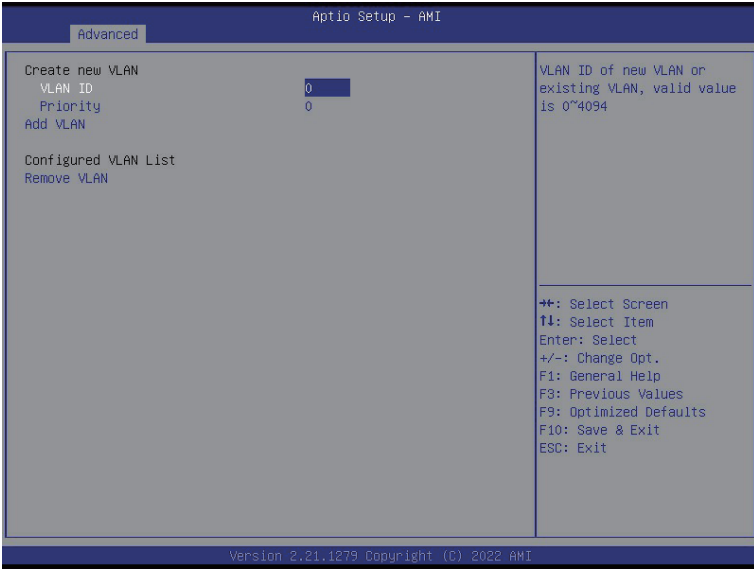 Aptio Setup – AMI
Advanced
Create new VLAN
VLAN ID 0
Priority 0
Add VLAN
Configured VLAN List
Remove VLAN
VLAN ID of new VLAN or
existing VLAN, valid value
is 0~4094
→←: Select Screen
↑↓: Select Item
Enter: Select
+/-: Change Opt.
F1: General Help
F3: Previous Values
F9: Optimized Defaults
F10: Save & Exit
ESC: Exit
Version 2.21.1279 Copyright (C) 2022 AMI